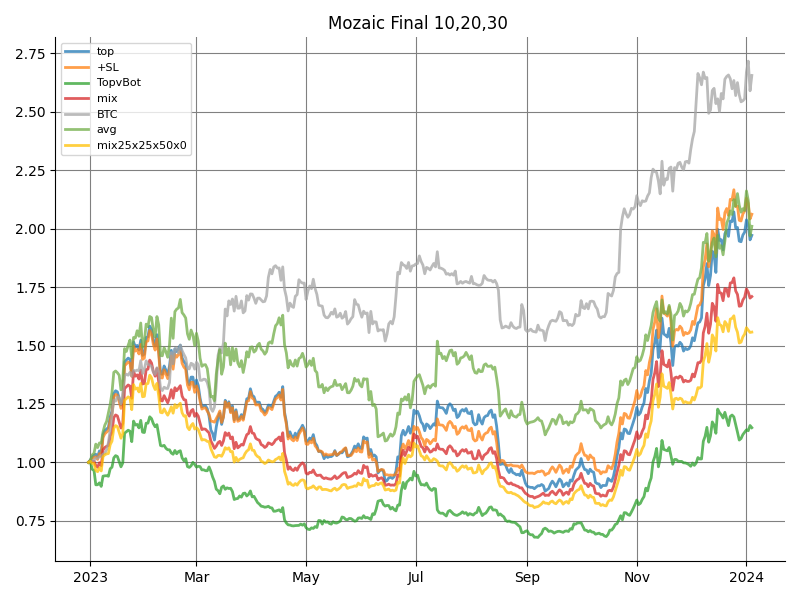 Mozaic Final 10,20,30
top
+SL
TopvBot
mix
BTC
avg
mix25x25x50x0
2.75
2.50
2.25
2.00
1.75
1.50
1.25
1.00
0.75
2023
Mar
May
Jul
Sep
Nov
2024